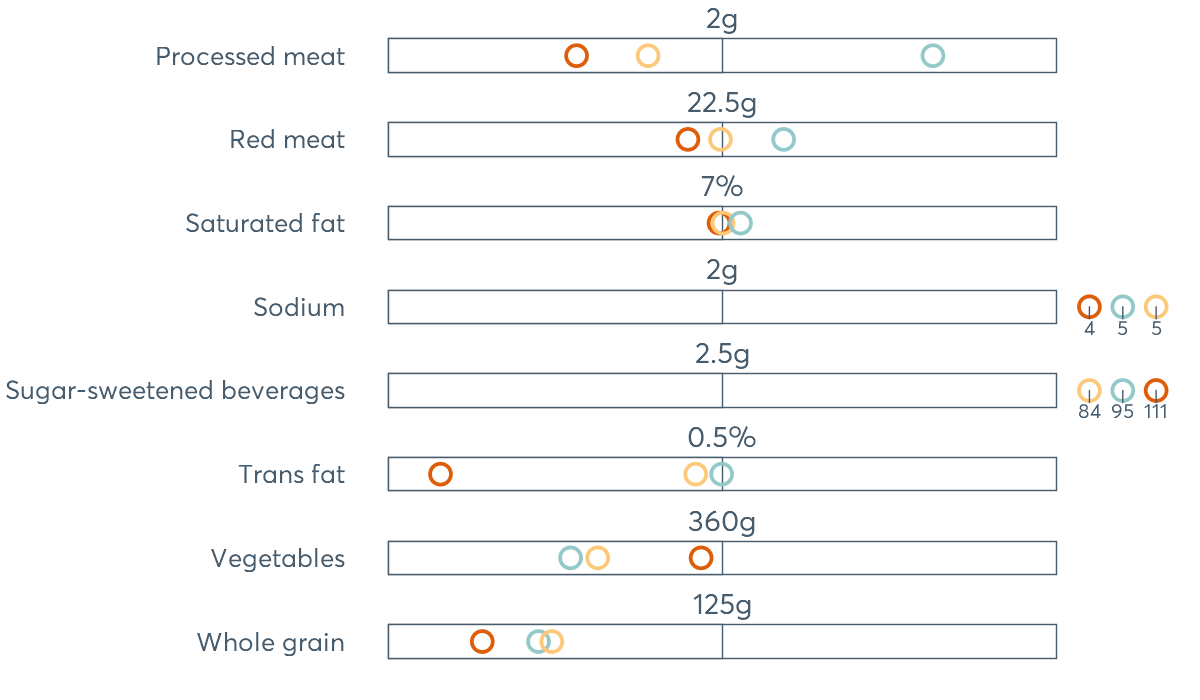 2g
Processed meat
22.5g
Red meat
7%
Saturated fat
2g
Sodium
4 5 5
2.5g
Sugar-sweetened beverages
84 95 111
0.5%
Trans fat
360g
Vegetables
125g
Whole grain